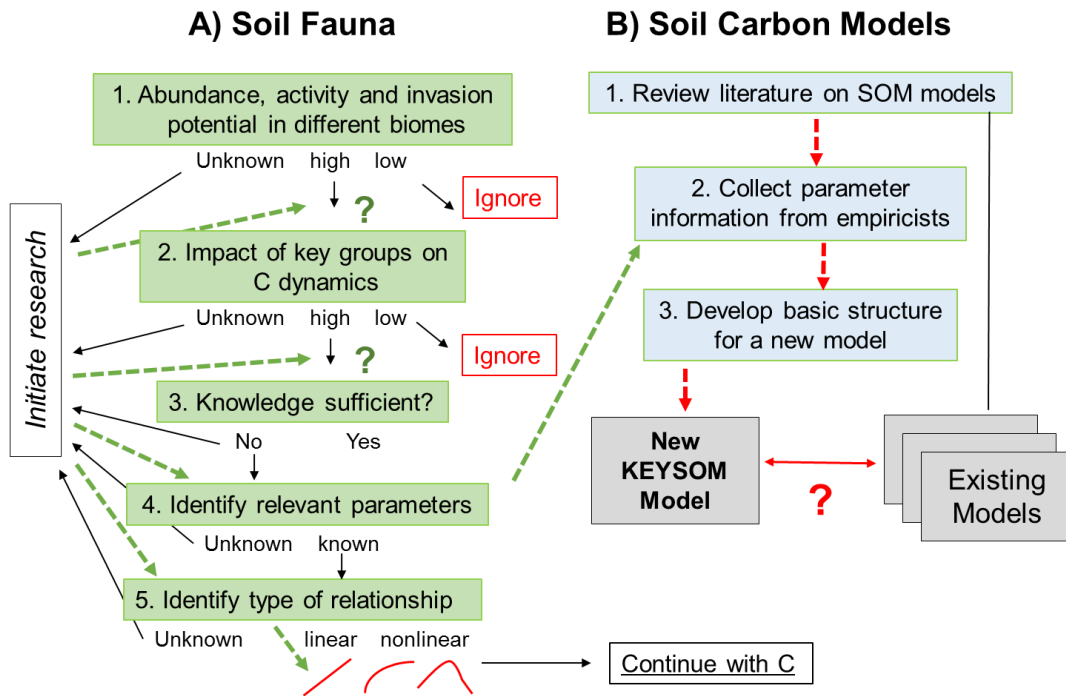 A) Soil Fauna
1. Abundance, activity and invasion
potential in different biomes
Unknown high low
Ignore
?
2. Impact of key groups on
C dynamics
Unknown high low
Ignore
?
3. Knowledge sufficient?
No Yes
4. Identify relevant parameters
Unknown known
5. Identify type of relationship
Unknown linear nonlinear
Continue with C
Initiate research
B) Soil Carbon Models
1. Review literature on SOM models
2. Collect parameter
information from empiricists
3. Develop basic structure
for a new model
New
KEYSOM
Model
?
Existing
Models